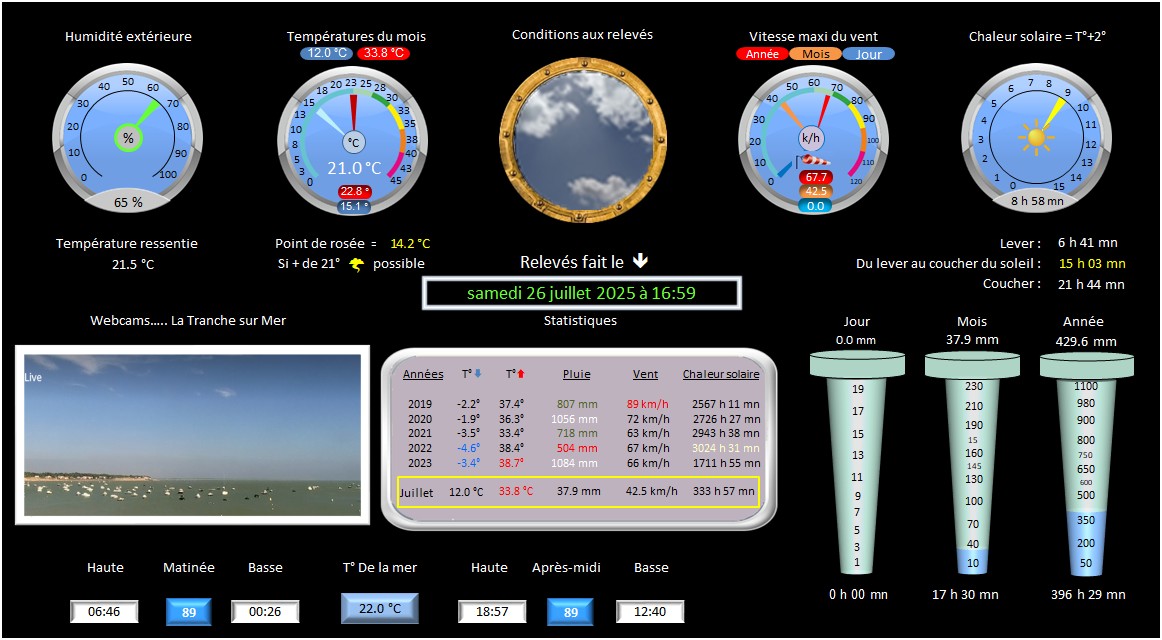 Humidité extérieure
Températures du mois
Conditions aux relevés
Vitesse maxi du vent
Chaleur solaire = T°+2°
12.0 °C 33.8 °C
Année Mois Jour
0 10 20 30 40 50 60 70 80 90 100
%
65 %
0 3 5 8 10 13 15 18 20 23 25 28 30 33 35 38 40 43 45
°C
21.0 °C
22.8 °
15.1 °
0 10 20 30 40 50 60 70 80 90 100 110 120
k/h
67.7
42.5
0.0
0 1 2 3 4 5 6 7 8 9 10 11 12 13 14 15
8 h 58 mn
Température ressentie
21.5 °C
Point de rosée = 14.2 °C
Si + de 21° possible
Relevés fait le
samedi 26 juillet 2025 à 16:59
Lever : 6 h 41 mn
Du lever au coucher du soleil : 15 h 03 mn
Coucher : 21 h 44 mn
Webcams..... La Tranche sur Mer
Live
Statistiques
Années T° T° Pluie Vent Chaleur solaire
2019 -2.2° 37.4° 807 mm 89 km/h 2567 h 11 mn
2020 -1.9° 36.3° 1056 mm 72 km/h 2726 h 27 mn
2021 -3.5° 33.4° 718 mm 63 km/h 2943 h 38 mn
2022 -4.6° 38.4° 504 mm 67 km/h 3024 h 31 mn
2023 -3.4° 38.7° 1084 mm 66 km/h 1711 h 55 mn
Juillet 12.0 °C 33.8 °C 37.9 mm 42.5 km/h 333 h 57 mn
Jour
0.0 mm
19
17
15
13
11
9
7
5
3
1
0 h 00 mn
Mois
37.9 mm
230
210
190
15
160
145
130
100
70
40
10
17 h 30 mn
Année
429.6 mm
1100
980
900
800
750
650
600
500
350
200
50
396 h 29 mn
Haute Matinée Basse T° De la mer Haute Après-midi Basse
06:46 89 00:26 22.0 °C 18:57 89 12:40